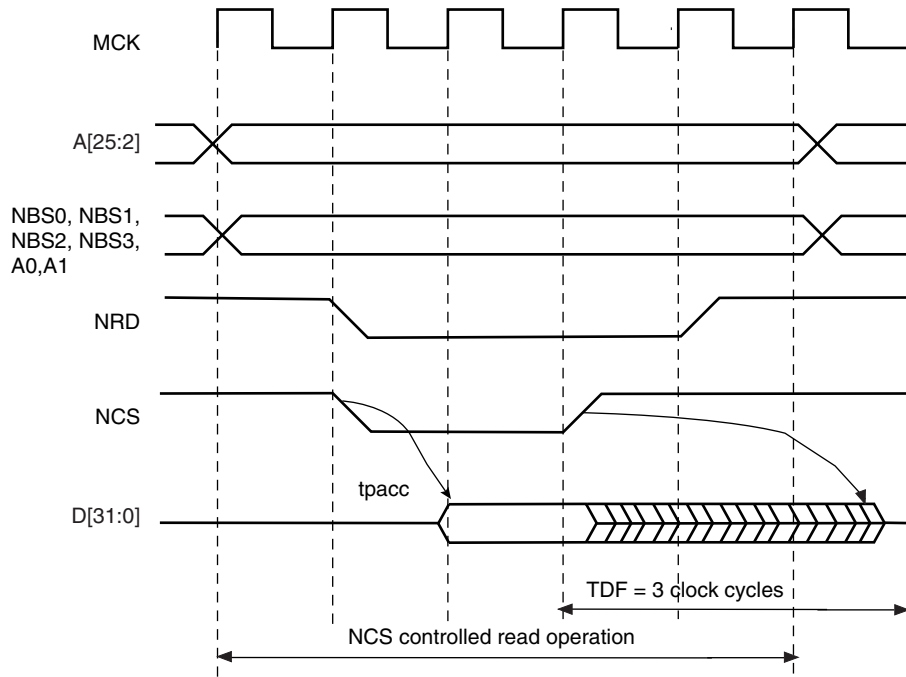 MCK
A[25:2]
NBS0, NBS1,
NBS2, NBS3,
A0,A1
NRD
NCS
tpacc
D[31:0]
TDF = 3 clock cycles
NCS controlled read operation